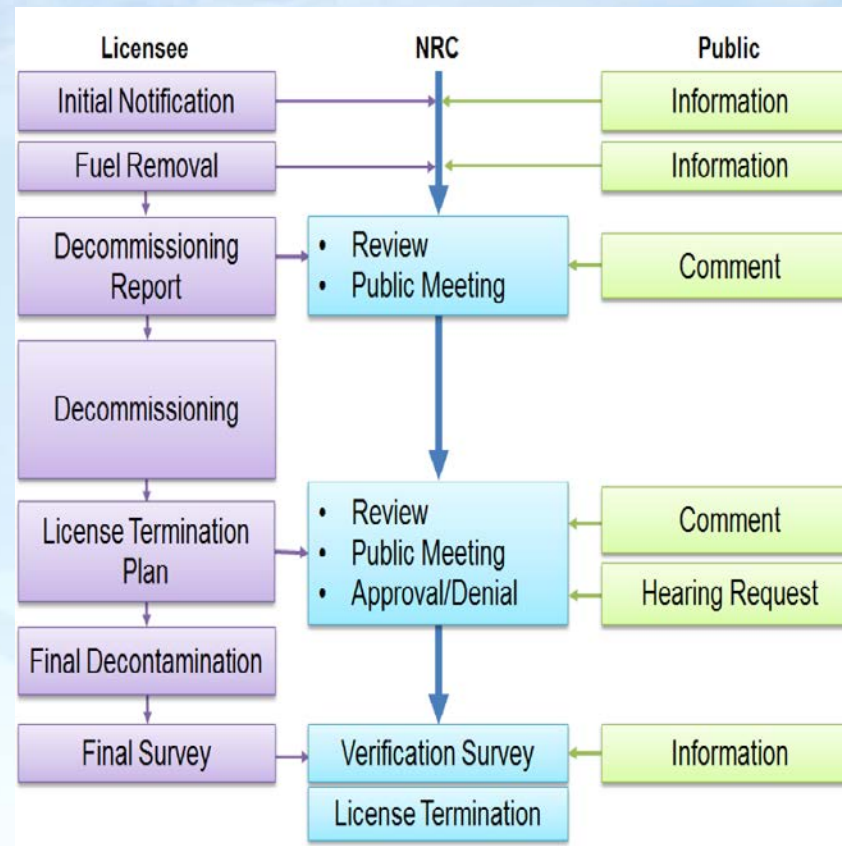 Licensee
NRC
Public
Initial Notification
Information
Fuel Removal
Information
Decommissioning
Report
• Review
• Public Meeting
Comment
Decommissioning
License Termination
Plan
• Review
• Public Meeting
• Approval/Denial
Comment
Hearing Request
Final Decontamination
Final Survey
Verification Survey
Information
License Termination